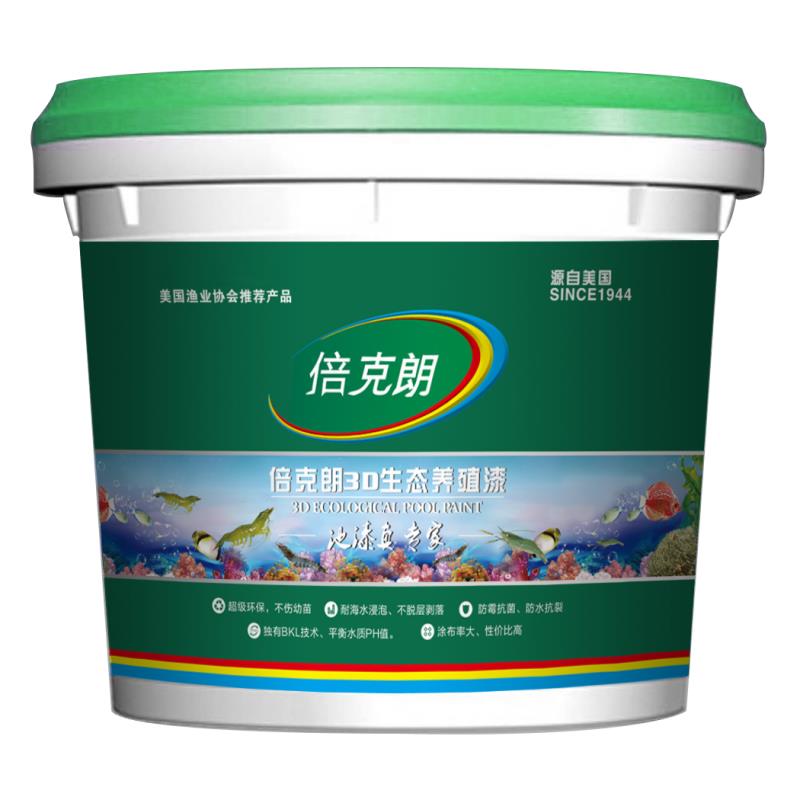 美国渔业协会推荐产品
源自美国
SINCE1944
倍克朗
倍克朗3D生态养殖漆
3D ECOLOGICAL POOL PAINT
池漆真专家
超级环保，不伤幼苗 耐海水浸泡、不脱层剥落 防霉抗菌、防水抗裂
独有BKL技术、平衡水质PH值。 涂布率大、性价比高